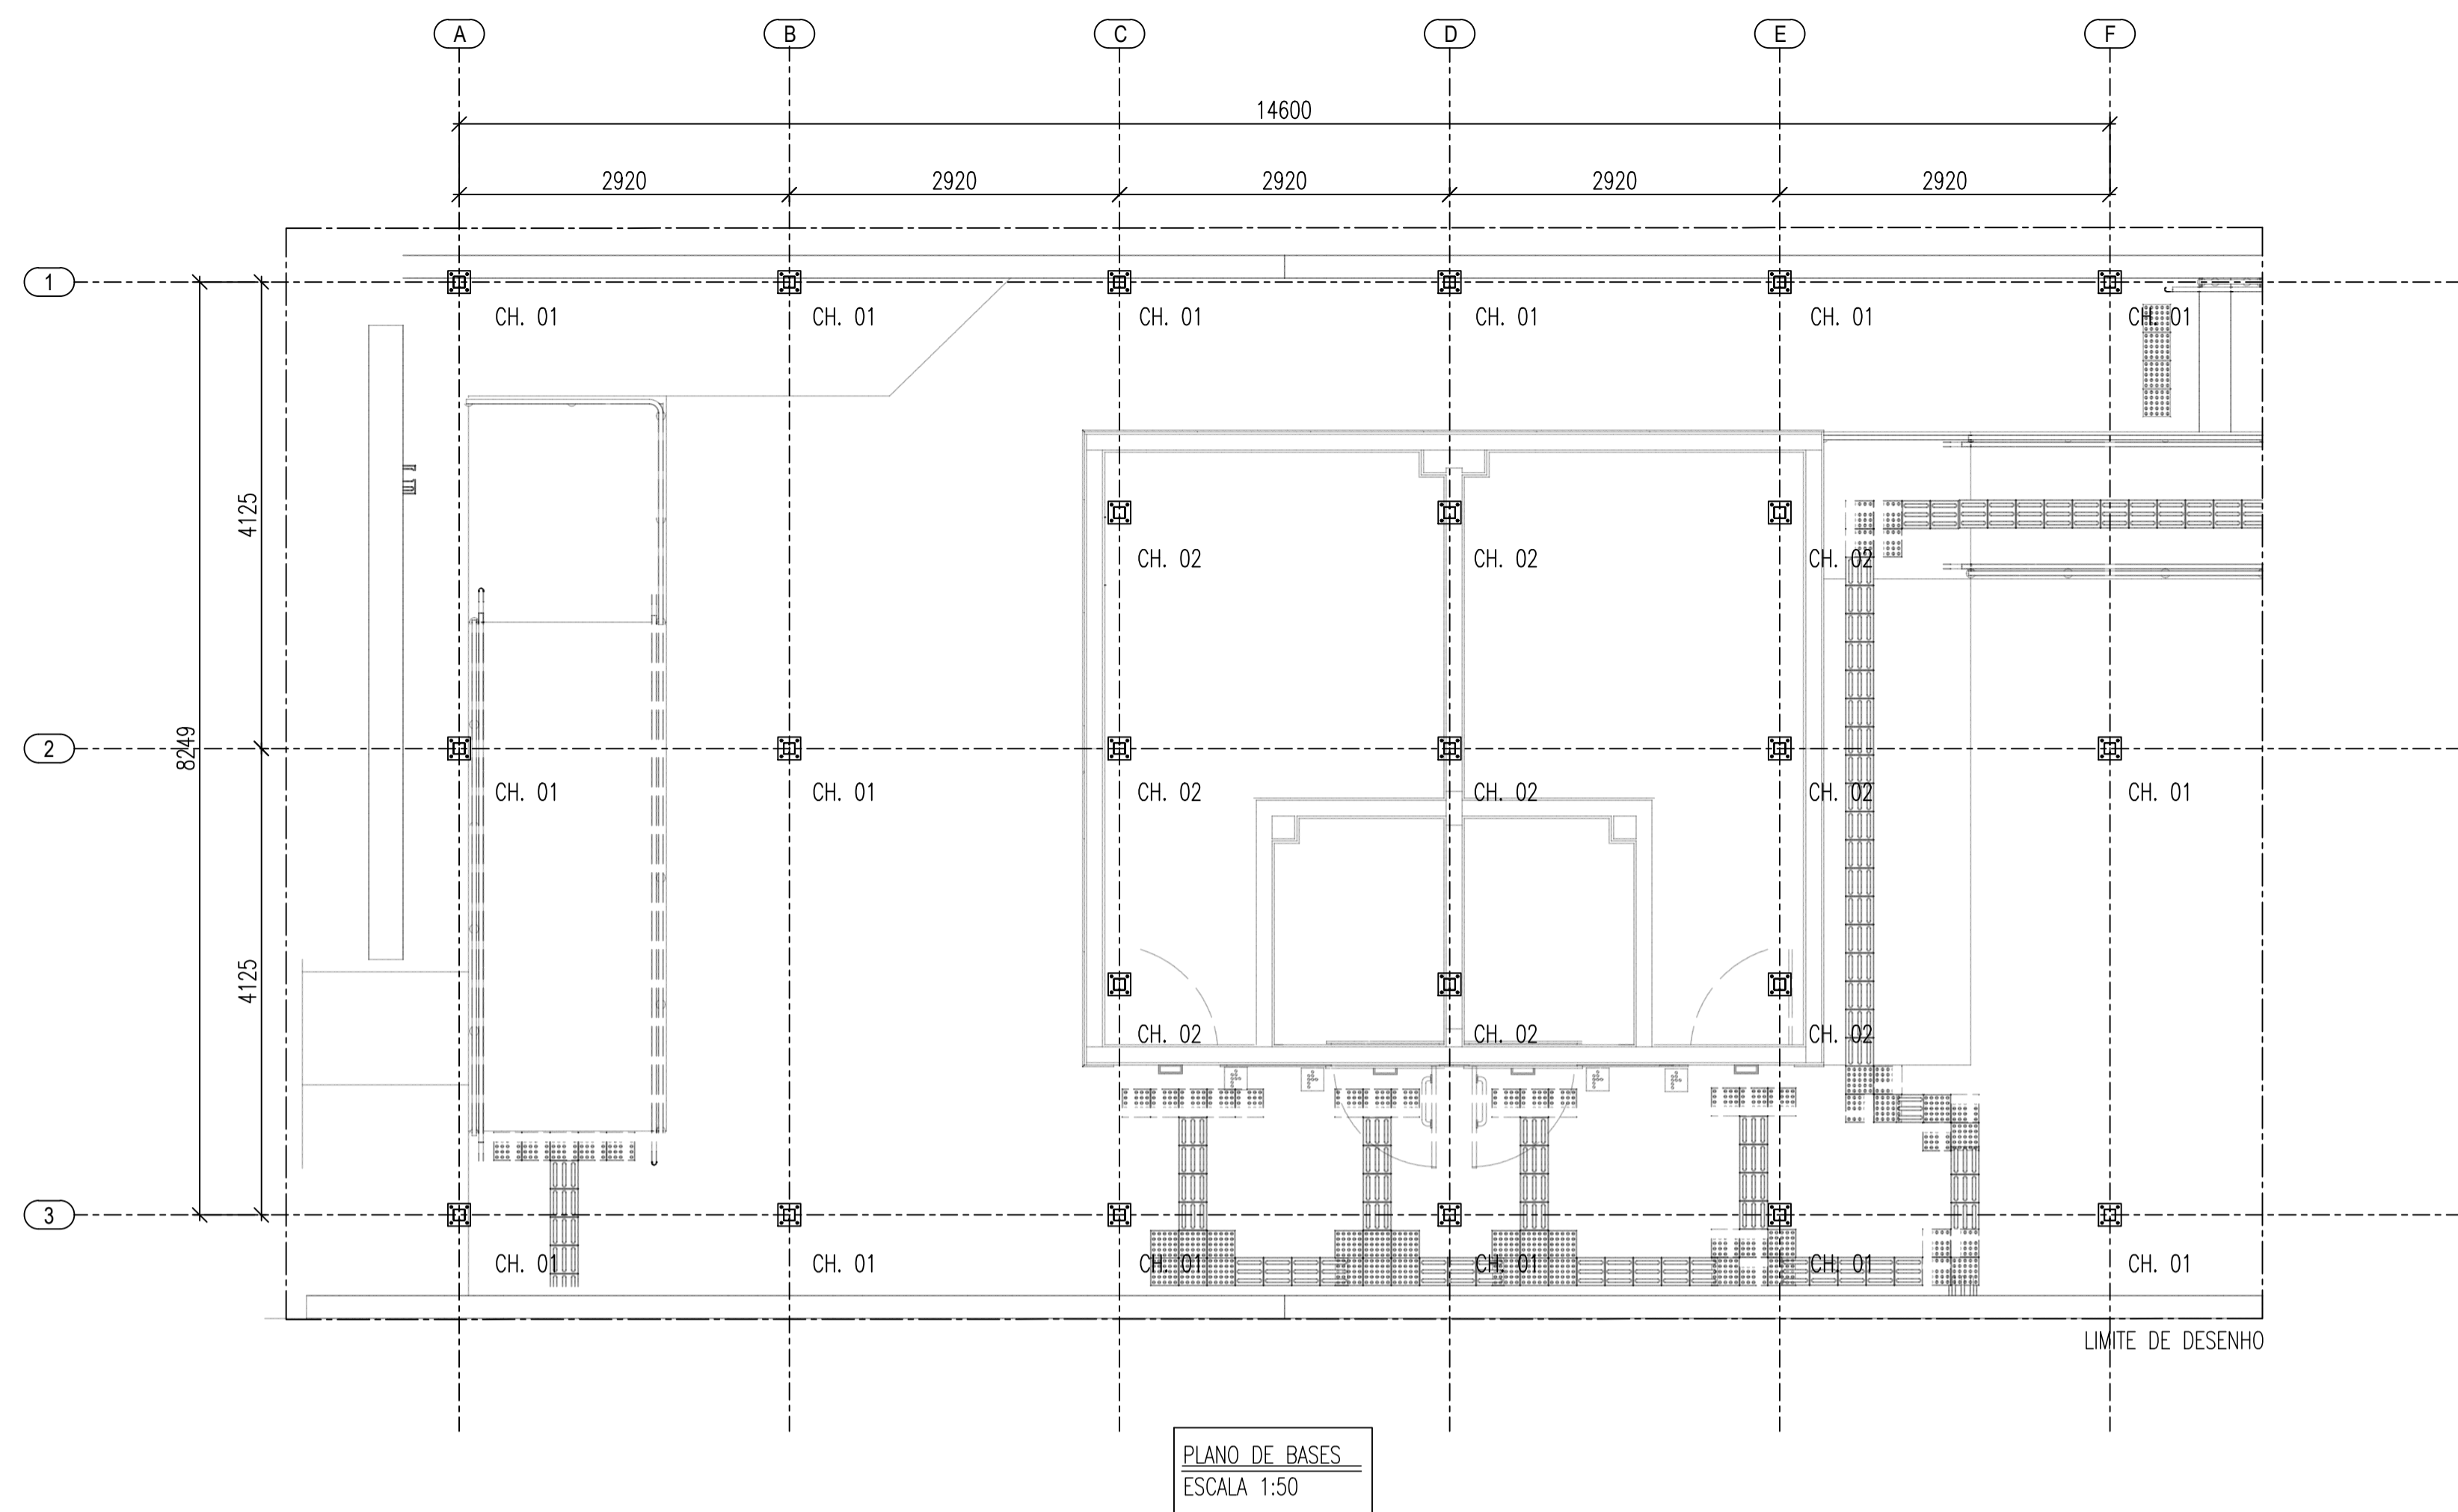 A B C D E F
14600
2920 2920 2920 2920 2920
1
CH. 01 CH. 01 CH. 01 CH. 01 CH. 01 CH. 01
4125
CH. 02 CH. 02 CH. 02
8249
2
CH. 01 CH. 01 CH. 02 CH. 02 CH. 02 CH. 01
4125
CH. 02 CH. 02 CH. 02
3
CH. 01 CH. 01 CH. 01 CH. 01 CH. 01 CH. 01
LIMITE DE DESENHO
PLANO DE BASES
ESCALA 1:50